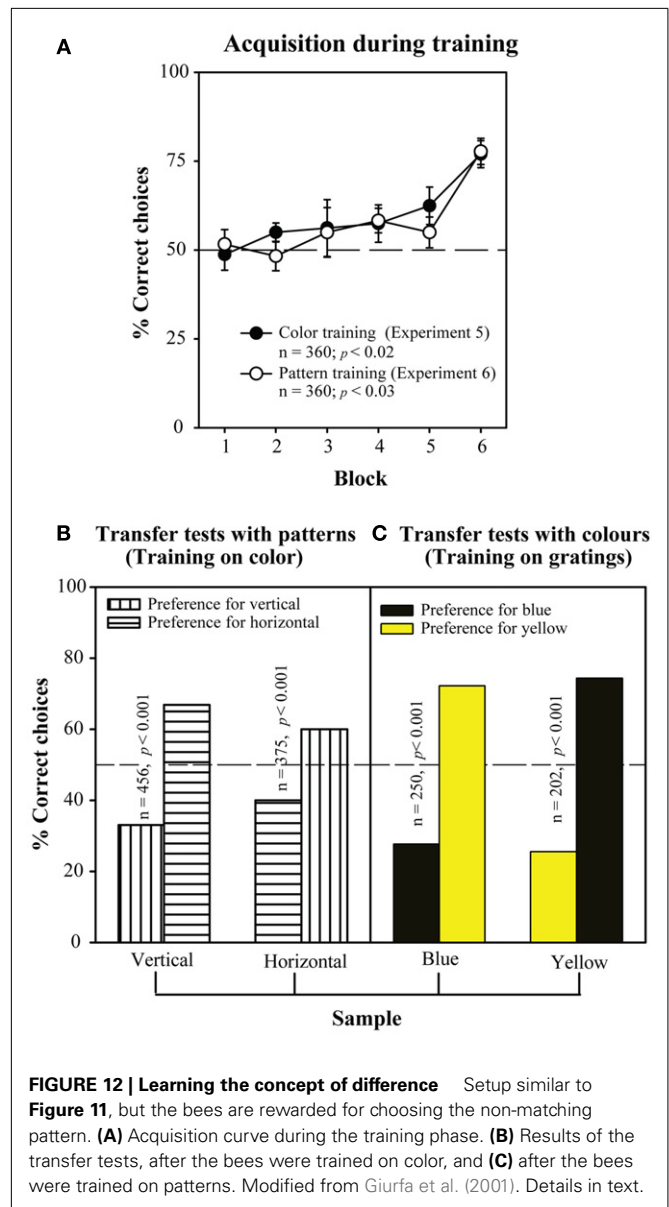 A
Acquisition during training
100
75
50
25
0
% Correct choices
Color training (Experiment 5)
n = 360; p < 0.02
Pattern training (Experiment 6)
n = 360; p < 0.03
1 2 3 4 5 6
Block
B Transfer tests with patterns
(Training on color)
C Transfer tests with colours
(Training on gratings)
100
80
60
40
20
0
% Correct choices
Preference for vertical
Preference for horizontal
n = 456, p < 0.001
n = 375, p < 0.001
Preference for blue
Preference for yellow
n = 250, p < 0.001
n = 202, p < 0.001
Vertical Horizontal Blue Yellow
Sample
FIGURE 12 | Learning the concept of difference Setup similar to
Figure 11, but the bees are rewarded for choosing the non-matching
pattern. (A) Acquisition curve during the training phase. (B) Results of the
transfer tests, after the bees were trained on color, and (C) after the bees
were trained on patterns. Modified from Giurfa et al. (2001). Details in text.